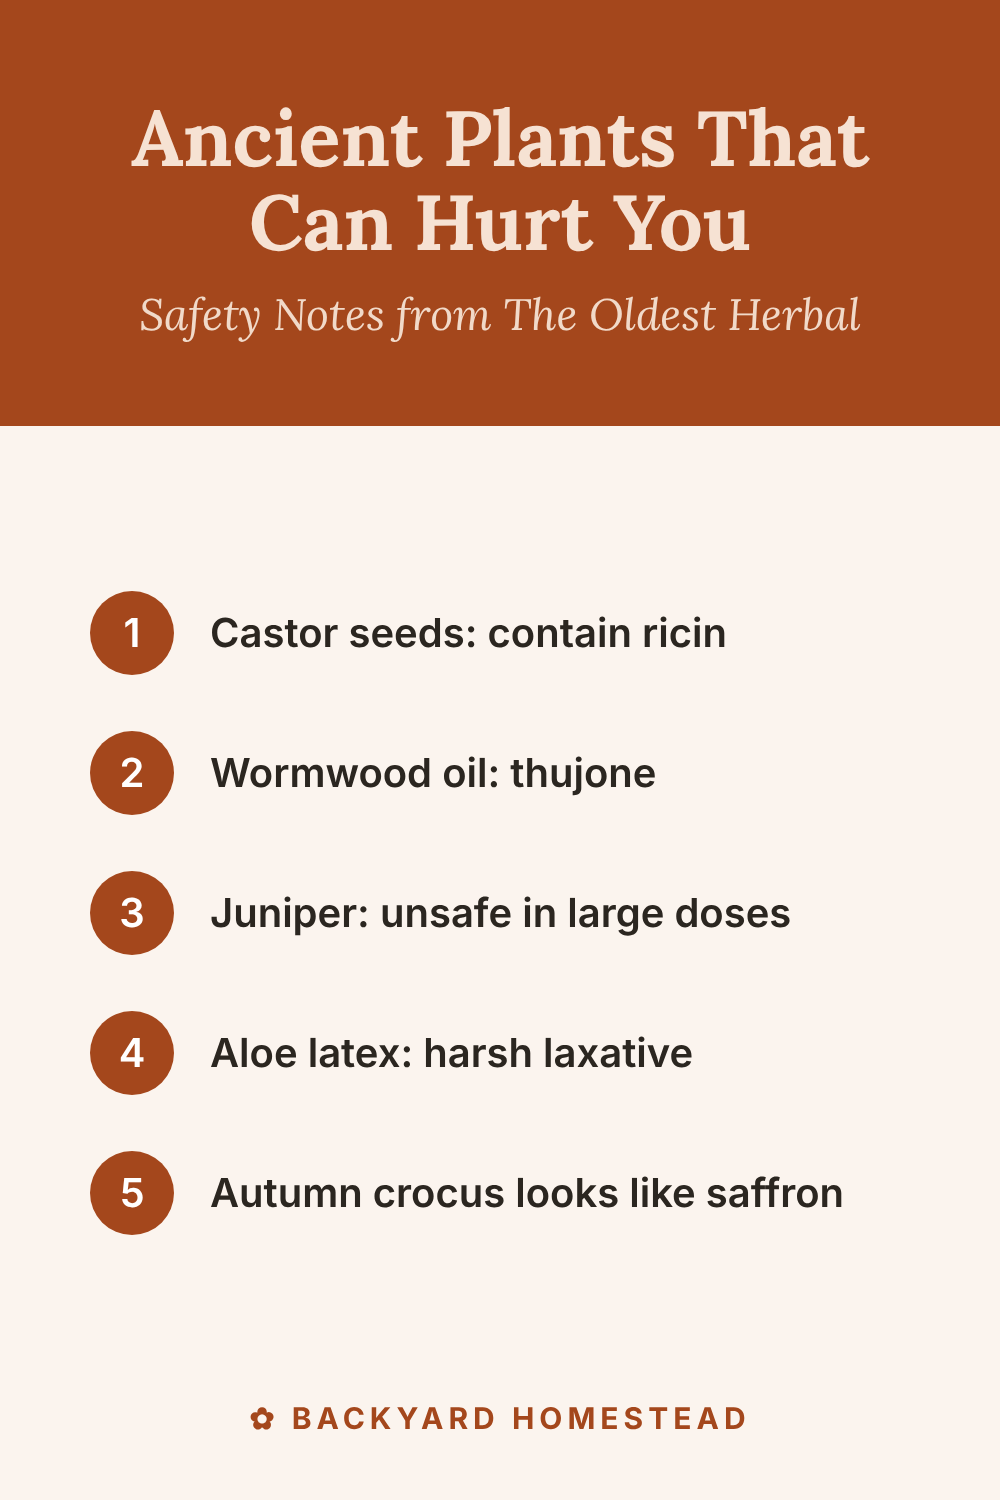 Ancient Plants That
Can Hurt You
Safety Notes from The Oldest Herbal
1 Castor seeds: contain ricin
2 Wormwood oil: thujone
3 Juniper: unsafe in large doses
4 Aloe latex: harsh laxative
5 Autumn crocus looks like saffron
✿ BACKYARD HOMESTEAD